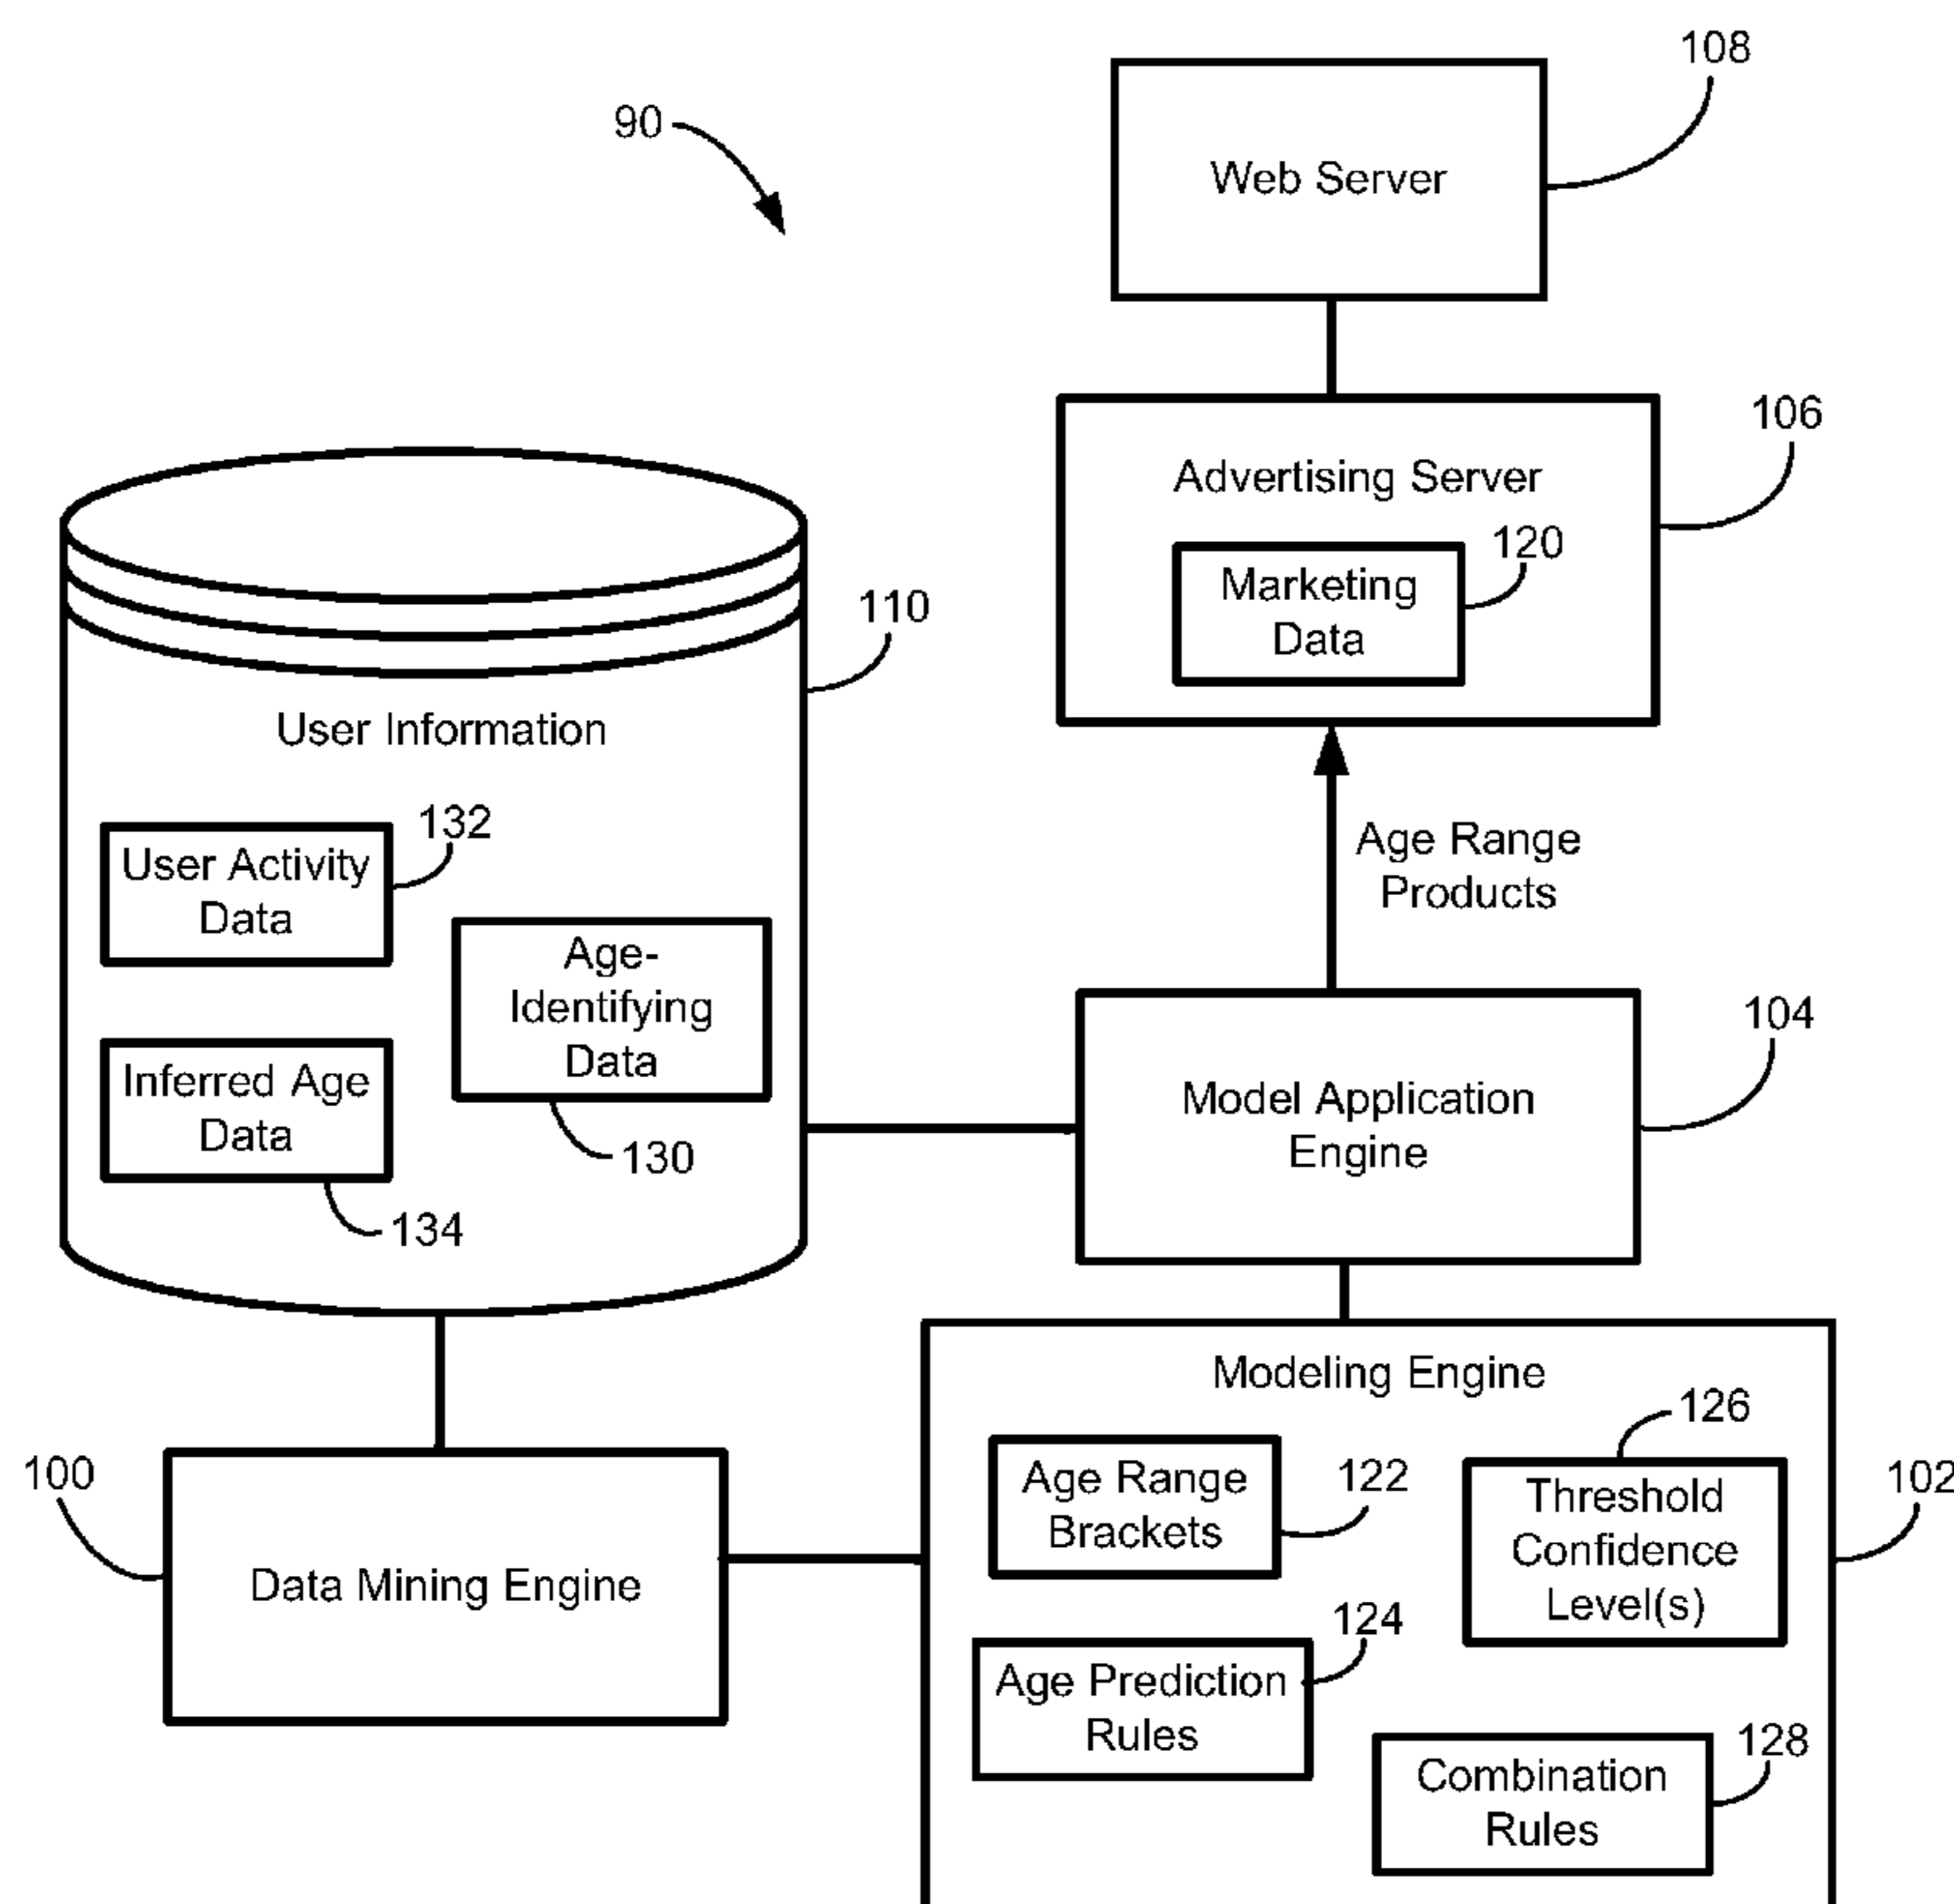 108
90
Web Server
106
Advertising Server
120
Marketing
Data
110
User Information
132
User Activity
Data
Age Range
Products
Age-
Identifying
Data
104
Inferred Age
Data
Model Application
Engine
130
134
Modeling Engine
126
100
Age Range
Brackets
122
Threshold
Confidence
Level(s)
102
Data Mining Engine
124
Age Prediction
Rules
128
Combination
Rules